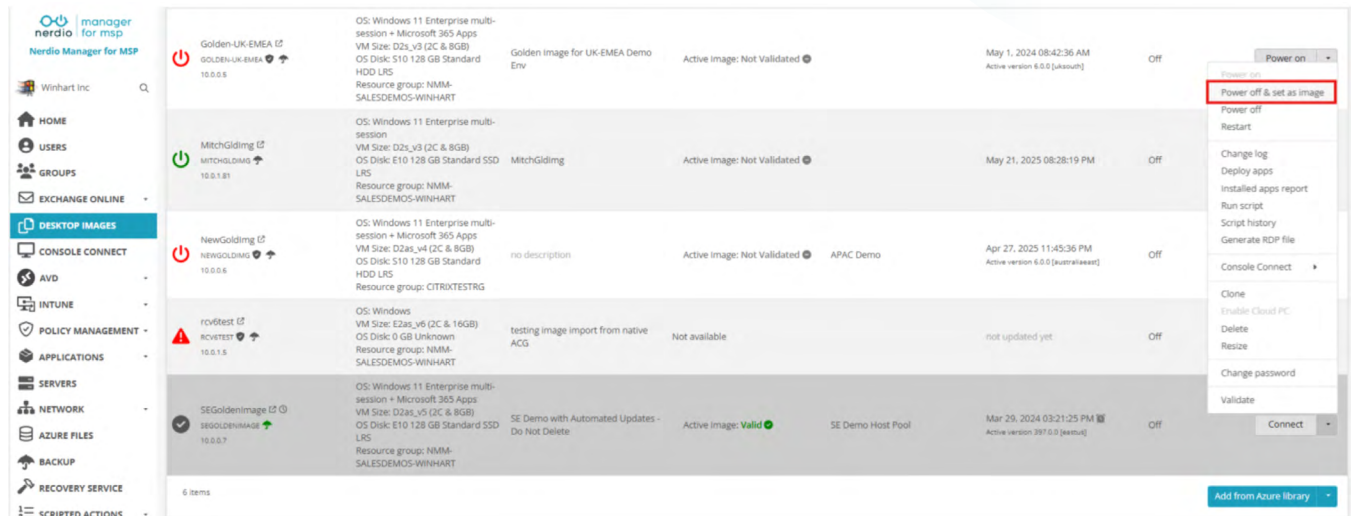 manager
nerdio for msp
Nerdio Manager for MSP
Winhart Inc
HOME
USERS
GROUPS
EXCHANGE ONLINE
DESKTOP IMAGES
CONSOLE CONNECT
AVD
INTUNE
POLICY MANAGEMENT
APPLICATIONS
SERVERS
NETWORK
AZURE FILES
BACKUP
RECOVERY SERVICE
SCRIPTED ACTIONS
Golden-UK-EMEA
GOLDEN-UK-EMEA
10.0.0.5
OS: Windows 11 Enterprise multi-
session + Microsoft 365 Apps
VM Size: D2s_v3 (2C & 8GB)
OS Disk: S10 128 GB Standard
HDD LRS
Resource group: NMM-
SALESDEMOS-WINHART
Golden Image for UK-EMEA Demo
Env
Active image: Not Validated
May 1, 2024 08:42:36 AM
Active version 6.0.0 [uksouth]
Off
Power on
MitchGldImg
MITCHGLDIMG
10.0.1.81
OS: Windows 11 Enterprise multi-
session
VM Size: D2s_v3 (2C & 8GB)
OS Disk: E10 128 GB Standard SSD
LRS
Resource group: NMM-
SALESDEMOS-WINHART
MitchGldImg
Active image: Not Validated
May 21, 2025 08:28:19 PM
Off
NewGoldImg
NEWGOLDIMG
10.0.0.6
OS: Windows 11 Enterprise multi-
session + Microsoft 365 Apps
VM Size: D2as_v4 (2C & 8GB)
OS Disk: S10 128 GB Standard
HDD LRS
Resource group: CITRIXTESTRG
no description
Active image: Not Validated
APAC Demo
Apr 27, 2025 11:45:36 PM
Active version 6.0.0 [australiaeast]
Off
rcv6test
RCV6TEST
10.0.1.5
OS: Windows
VM Size: E2as_v6 (2C & 16GB)
OS Disk: 0 GB Unknown
Resource group: NMM-
SALESDEMOS-WINHART
testing image import from native
ACG
Not available
not updated yet
Off
SEGoldenImage
SEGOLDENIMAGE
10.0.0.7
OS: Windows 11 Enterprise multi-
session + Microsoft 365 Apps
VM Size: D2as_v5 (2C & 8GB)
OS Disk: E10 128 GB Standard SSD
LRS
Resource group: NMM-
SALESDEMOS-WINHART
SE Demo with Automated Updates -
Do Not Delete
Active image: Valid
SE Demo Host Pool
Mar 29, 2024 03:21:25 PM
Active version 397.0.0 [eastus]
Off
Connect
Power on
Power off & set as image
Power off
Restart
Change log
Deploy apps
Installed apps report
Run script
Script history
Generate RDP file
Console Connect
Clone
Enable Cloud PC
Delete
Resize
Change password
Validate
6 items
Add from Azure library